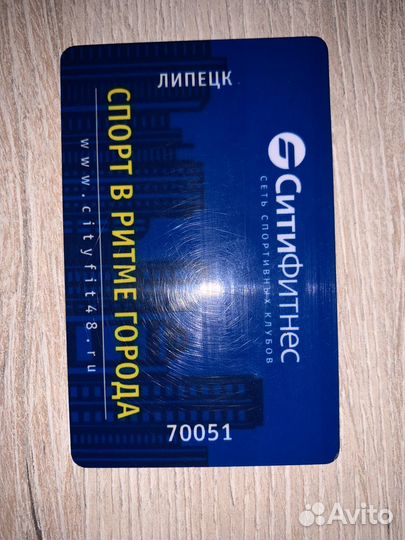 СитиФитнес
СЕТЬ СПОРТИВНЫХ КЛУБОВ
ЛИПЕЦК
СПОРТ В РИТМЕ ГОРОДА
www.cityfit48.ru
70051
Avito